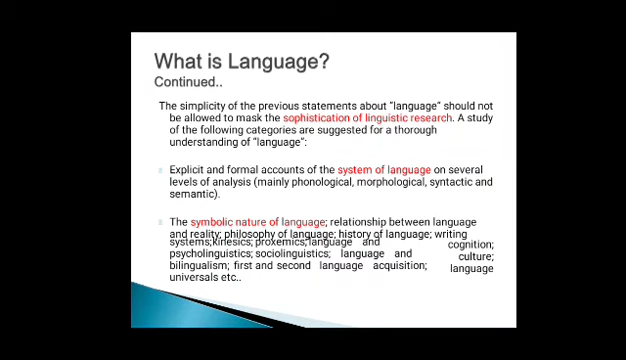 What is Language?
Continued..
The simplicity of the previous statements about "language" should not
be allowed to mask the sophistication of linguistic research. A study
of the following categories are suggested for a thorough
understanding of "language":
Explicit and formal accounts of the system of language on several
levels of analysis (mainly phonological, morphological, syntactic and
semantic).
The symbolic nature of language; relationship between language
and reality; philosophy of language; history of language; writing
systems;kinesics; proxemics;language and cognition;
psycholinguistics; sociolinguistics; language and culture;
bilingualism; first and second language acquisition; language
universals etc..